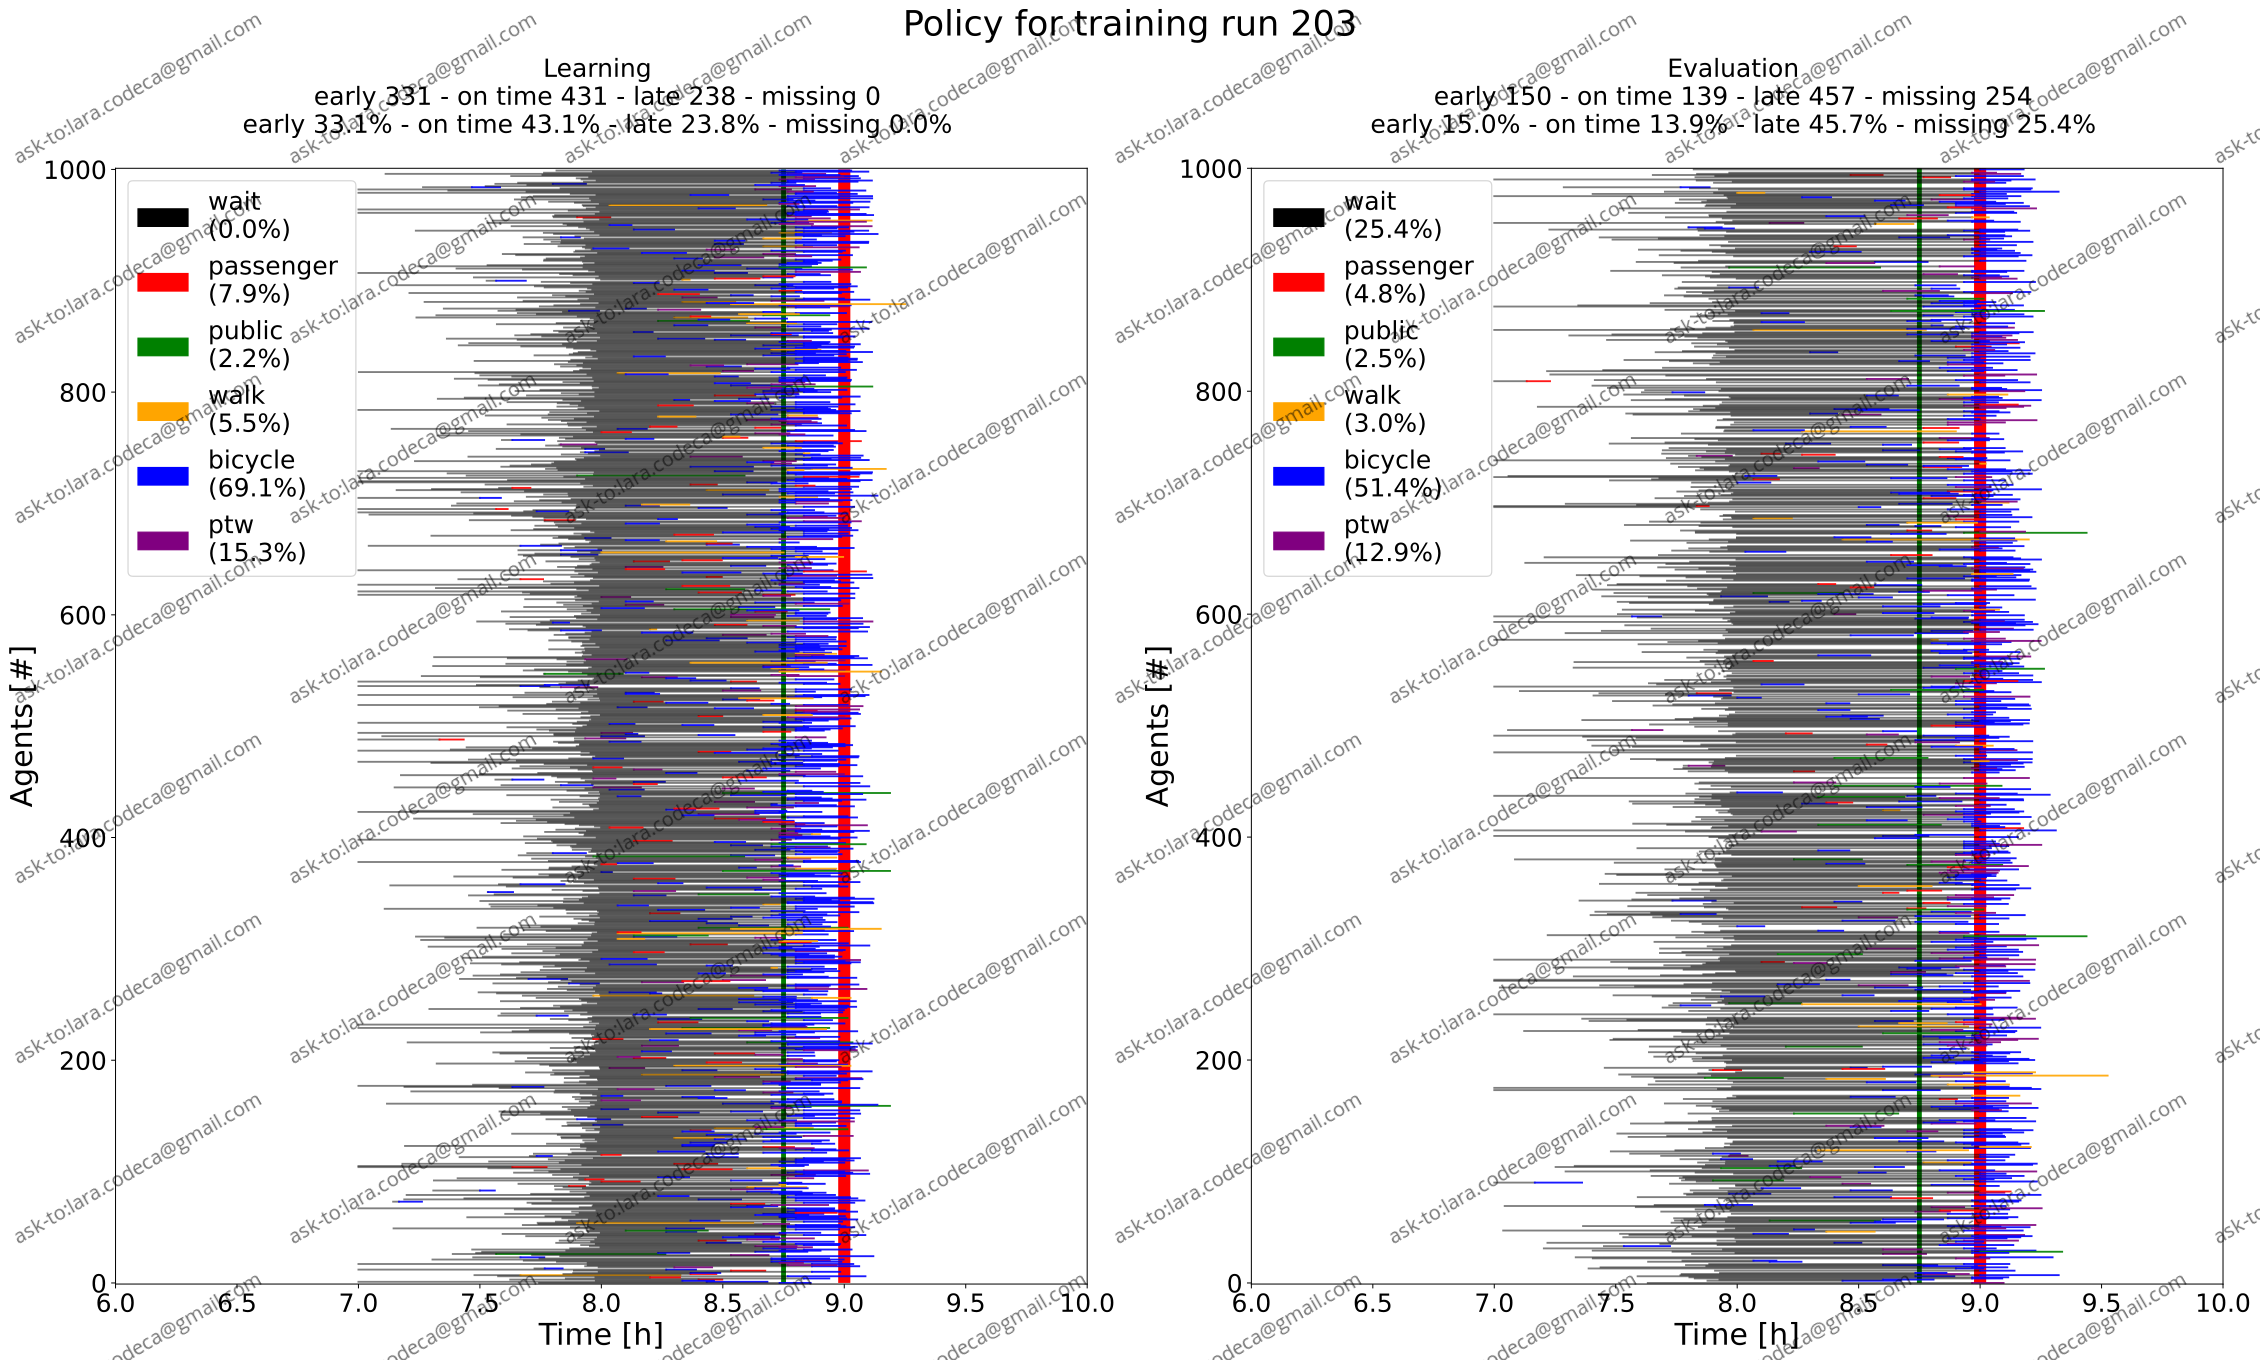 Policy for training run 203
Learning
early 331 - on time 431 - late 238 - missing 0
early 33.1% - on time 43.1% - late 23.8% - missing 0.0%
1000
800
600
400
200
0
Agents [#]
wait
(0.0%)
passenger
(7.9%)
public
(2.2%)
walk
(5.5%)
bicycle
(69.1%)
ptw
(15.3%)
6.0 6.5 7.0 7.5 8.0 8.5 9.0 9.5 10.0
Time [h]
Evaluation
early 150 - on time 139 - late 457 - missing 254
early 15.0% - on time 13.9% - late 45.7% - missing 25.4%
1000
800
600
400
200
0
Agents [#]
wait
(25.4%)
passenger
(4.8%)
public
(2.5%)
walk
(3.0%)
bicycle
(51.4%)
ptw
(12.9%)
6.0 6.5 7.0 7.5 8.0 8.5 9.0 9.5 10.0
Time [h]
ask-to:lara.codeca@gmail.com